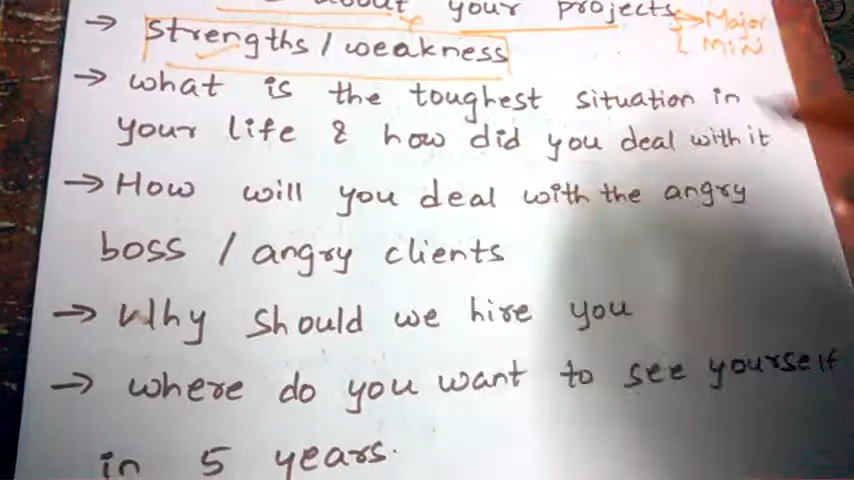 about your projects → Major
Mini
→ Strengths / weakness
→ what is the toughest situation in
your life & how did you deal with it
→ How will you deal with the angry
boss / angry clients
→ Why should we hire you
→ where do you want to see yourself
in 5 years.